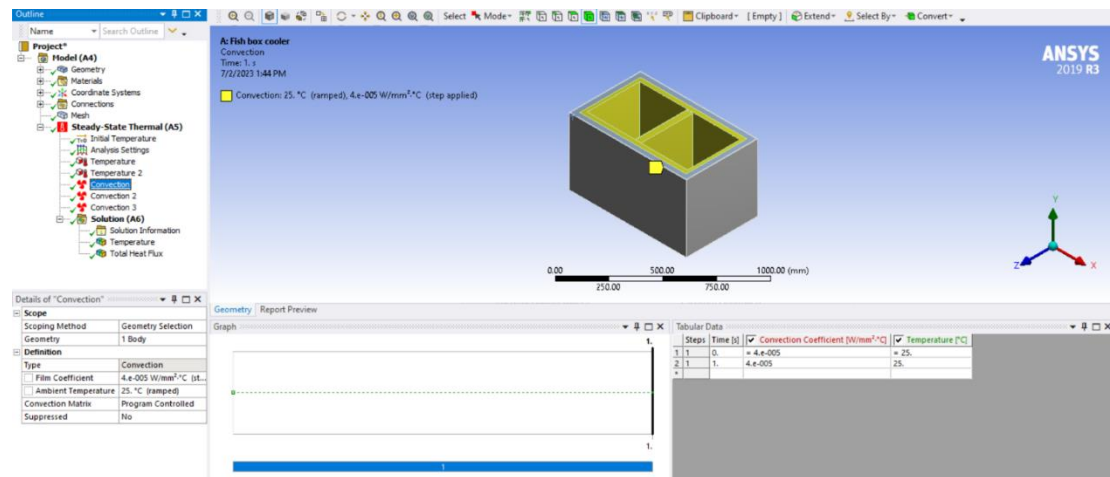 Outline
Name
Search Outline
Project*
Model (A4)
Geometry
Materials
Coordinate Systems
Connections
Mesh
Steady-State Thermal (A5)
Initial Temperature
Analysis Settings
Temperature
Temperature 2
Convection
Convection 2
Convection 3
Solution (A6)
Solution Information
Temperature
Total Heat Flux
Select Mode Clipboard [ Empty ] Extend Select By Convert
A: Fish box cooler
Convection
Time: 1. s
7/2/2023 1:44 PM
Convection: 25. °C (ramped), 4.e-005 W/mm²·°C (step applied)
ANSYS
2019 R3
Y
Z
X
0.00 500.00 1000.00 (mm)
250.00 750.00
Details of "Convection"
Scope
Scoping Method Geometry Selection
Geometry 1 Body
Definition
Type Convection
Film Coefficient 4.e-005 W/mm²·°C (st...
Ambient Temperature 25. °C (ramped)
Convection Matrix Program Controlled
Suppressed No
Geometry Report Preview
Graph
1.
1.
1
Tabular Data
Steps Time [s] Convection Coefficient [W/mm²·°C] Temperature [°C]
1 1 0. = 4.e-005 = 25.
2 1 1. 4.e-005 25.
*